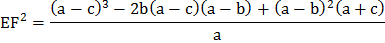 EF² = ((a − c)³ − 2b(a − c)(a − b) + (a − b)²(a + c)) / a